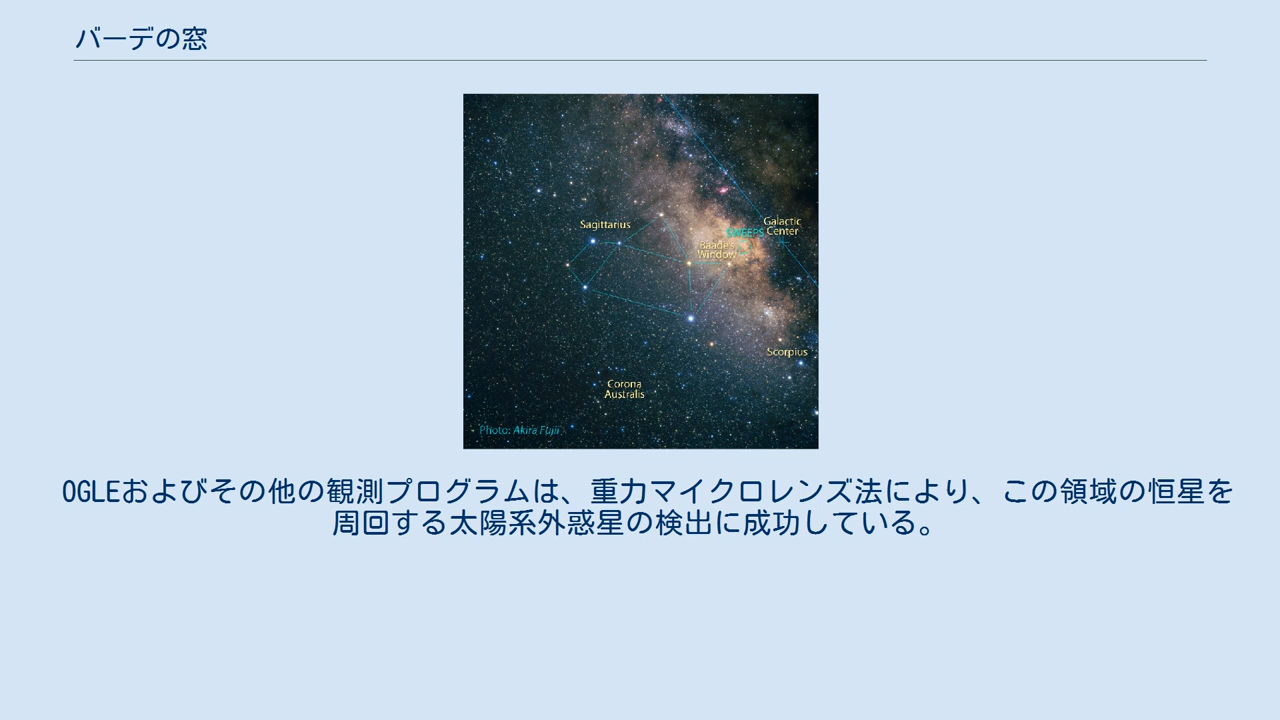 バーデの窓
Sagittarius
Galactic
Center
SWEEPS
Baade's
Window
Scorpius
Corona
Australis
Photo: Akira Fujii
OGLEおよびその他の観測プログラムは、重力マイクロレンズ法により、この領域の恒星を
周回する太陽系外惑星の検出に成功している。